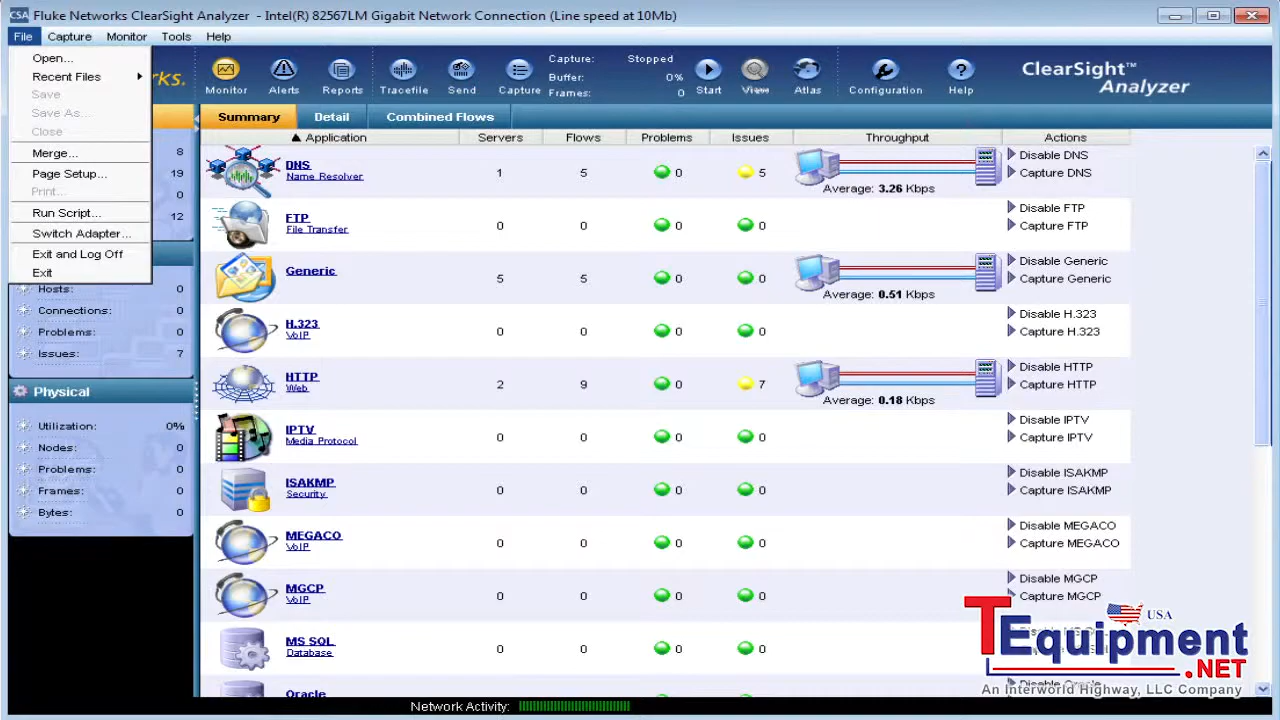 CSA Fluke Networks ClearSight Analyzer - Intel(R) 82567LM Gigabit Network Connection (Line speed at 10Mb)
File Capture Monitor Tools Help
Open...
Recent Files
Save
Save As...
Close
Merge...
Page Setup...
Print...
Run Script...
Switch Adapter...
Exit and Log Off
Exit
rks.
Monitor Alerts Reports Tracefile Send Capture
Capture: Stopped
Buffer: 0%
Frames: 0
Start View Atlas Configuration Help
ClearSight™
Analyzer
8
19
0
12
Hosts: 0
Connections: 0
Problems: 0
Issues: 7
Physical
Utilization: 0%
Nodes: 0
Problems: 0
Frames: 0
Bytes: 0
Summary Detail Combined Flows
Application Servers Flows Problems Issues Throughput Actions
DNS
Name Resolver
1 5 0 5
Average: 3.26 Kbps
Disable DNS
Capture DNS
FTP
File Transfer
0 0 0 0
Disable FTP
Capture FTP
Generic
5 5 0 0
Average: 0.51 Kbps
Disable Generic
Capture Generic
H.323
VoIP
0 0 0 0
Disable H.323
Capture H.323
HTTP
Web
2 9 0 7
Average: 0.18 Kbps
Disable HTTP
Capture HTTP
IPTV
Media Protocol
0 0 0 0
Disable IPTV
Capture IPTV
ISAKMP
Security
0 0 0 0
Disable ISAKMP
Capture ISAKMP
MEGACO
VoIP
0 0 0 0
Disable MEGACO
Capture MEGACO
MGCP
VoIP
0 0 0 0
Disable MGCP
Capture MGCP
MS SQL
Database
0 0 0 0
Oracle
USA
TEquipment
.NET
An Interworld Highway, LLC Company
Network Activity: